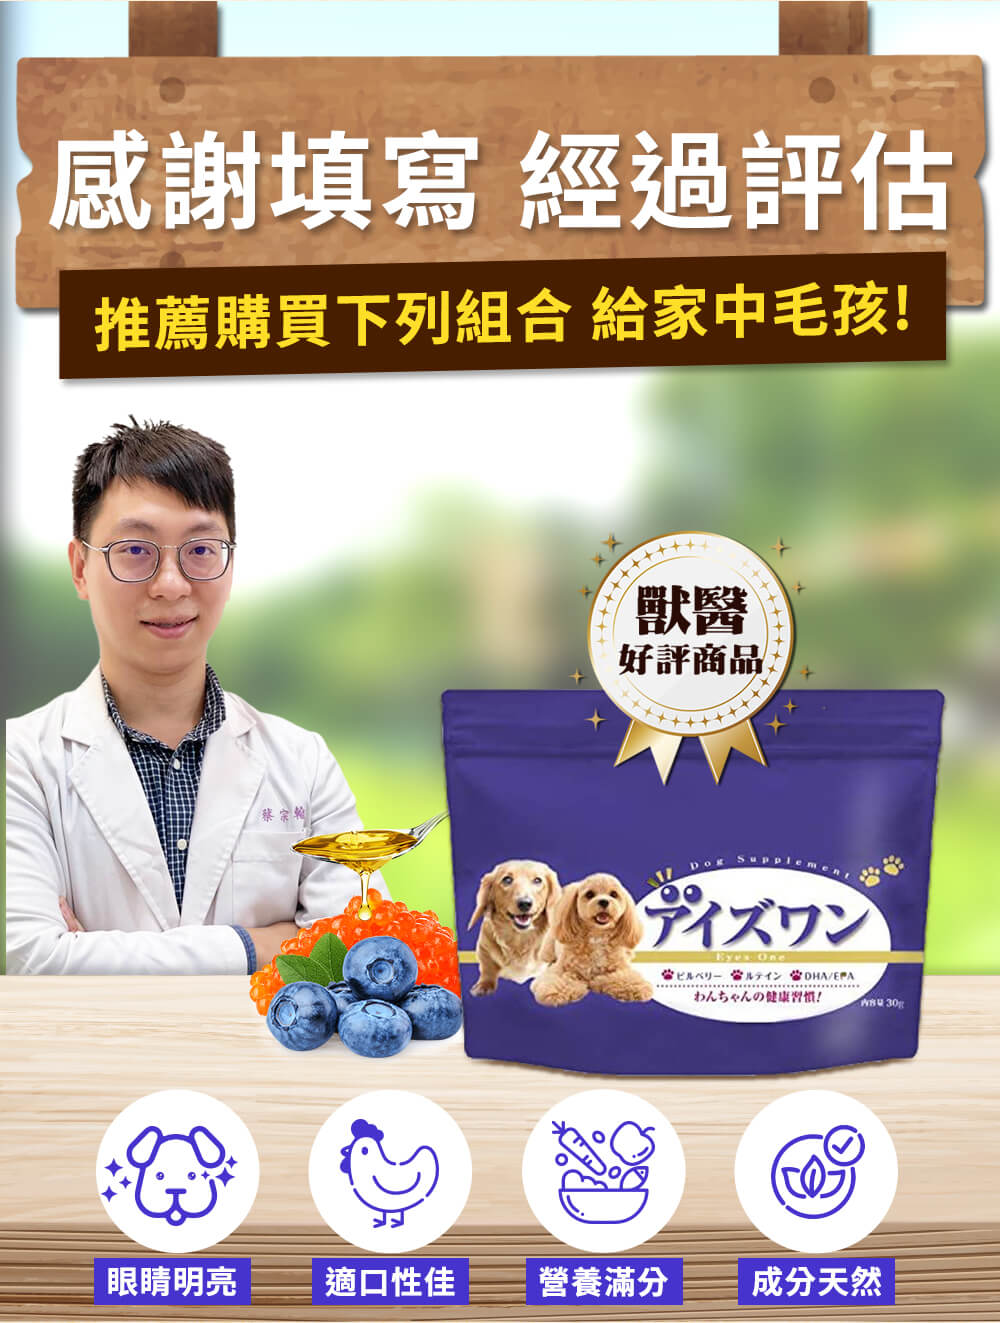 感謝填寫 經過評估
推薦購買下列組合 給家中毛孩!
獸醫
好評商品
蔡宗翰
Dog Supplement
アイズワン
Eyes One
ビルベリー ルテイン DHA/EPA
わんちゃんの健康習慣!
内容量 30g
眼睛明亮
適口性佳
營養滿分
成分天然